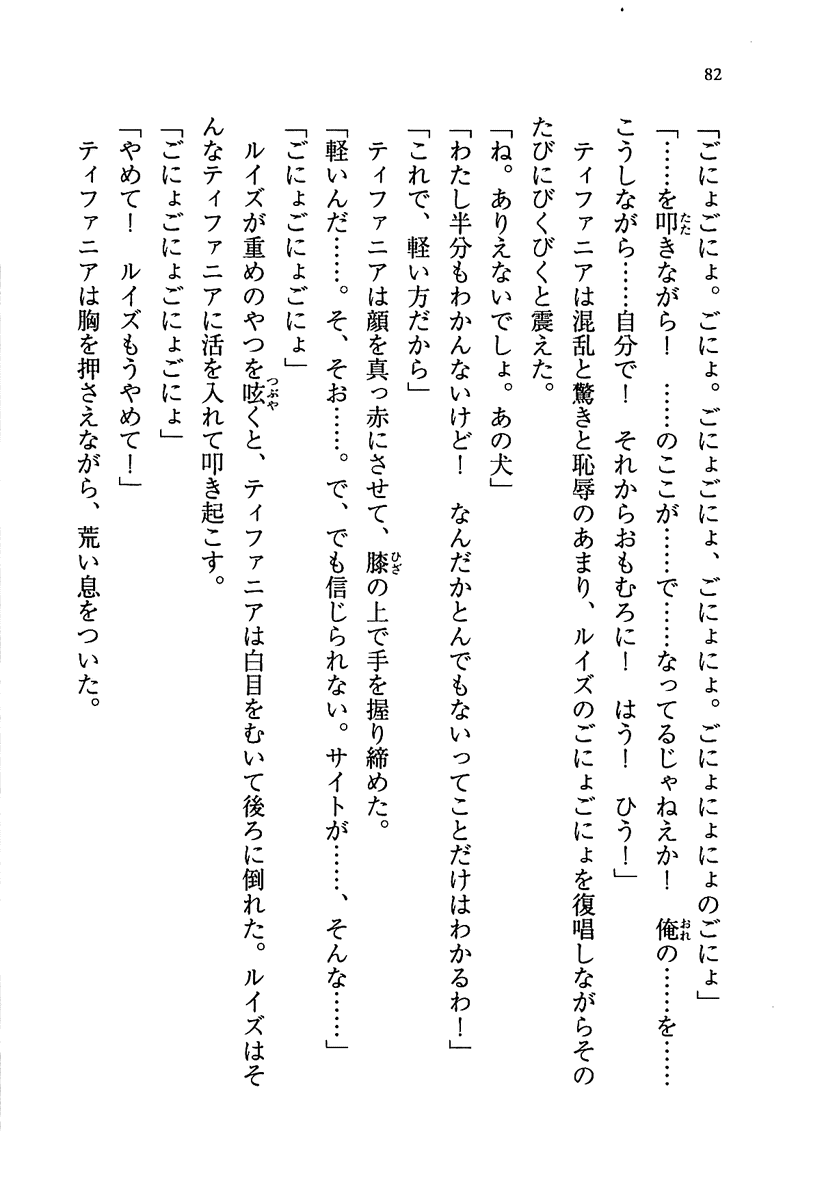 82
「ごにょごにょ。ごにょ。ごにょごにょ、ごにょにょ。ごにょにょにょのごにょ」
「……を叩きながら！　……のここが……で……なってるじゃねえか！　俺の……を……
こうしながら……自分で！　それからおもむろに！　はう！　ひう！」
　ティファニアは混乱と驚きと恥辱のあまり、ルイズのごにょごにょを復唱しながらその
たびにびくびくと震えた。
「ね。ありえないでしょ。あの犬」
「わたし半分もわかんないけど！　なんだかとんでもないってことだけはわかるわ！」
「これで、軽い方だから」
　ティファニアは顔を真っ赤にさせて、膝の上で手を握り締めた。
「軽いんだ……。そ、そお……。で、でも信じられない。サイトが……、そんな……」
「ごにょごにょごにょ」
　ルイズが重めのやつを呟くと、ティファニアは白目をむいて後ろに倒れた。ルイズはそ
んなティファニアに活を入れて叩き起こす。
「ごにょごにょごにょごにょ」
「やめて！　ルイズもうやめて！」
　ティファニアは胸を押さえながら、荒い息をついた。